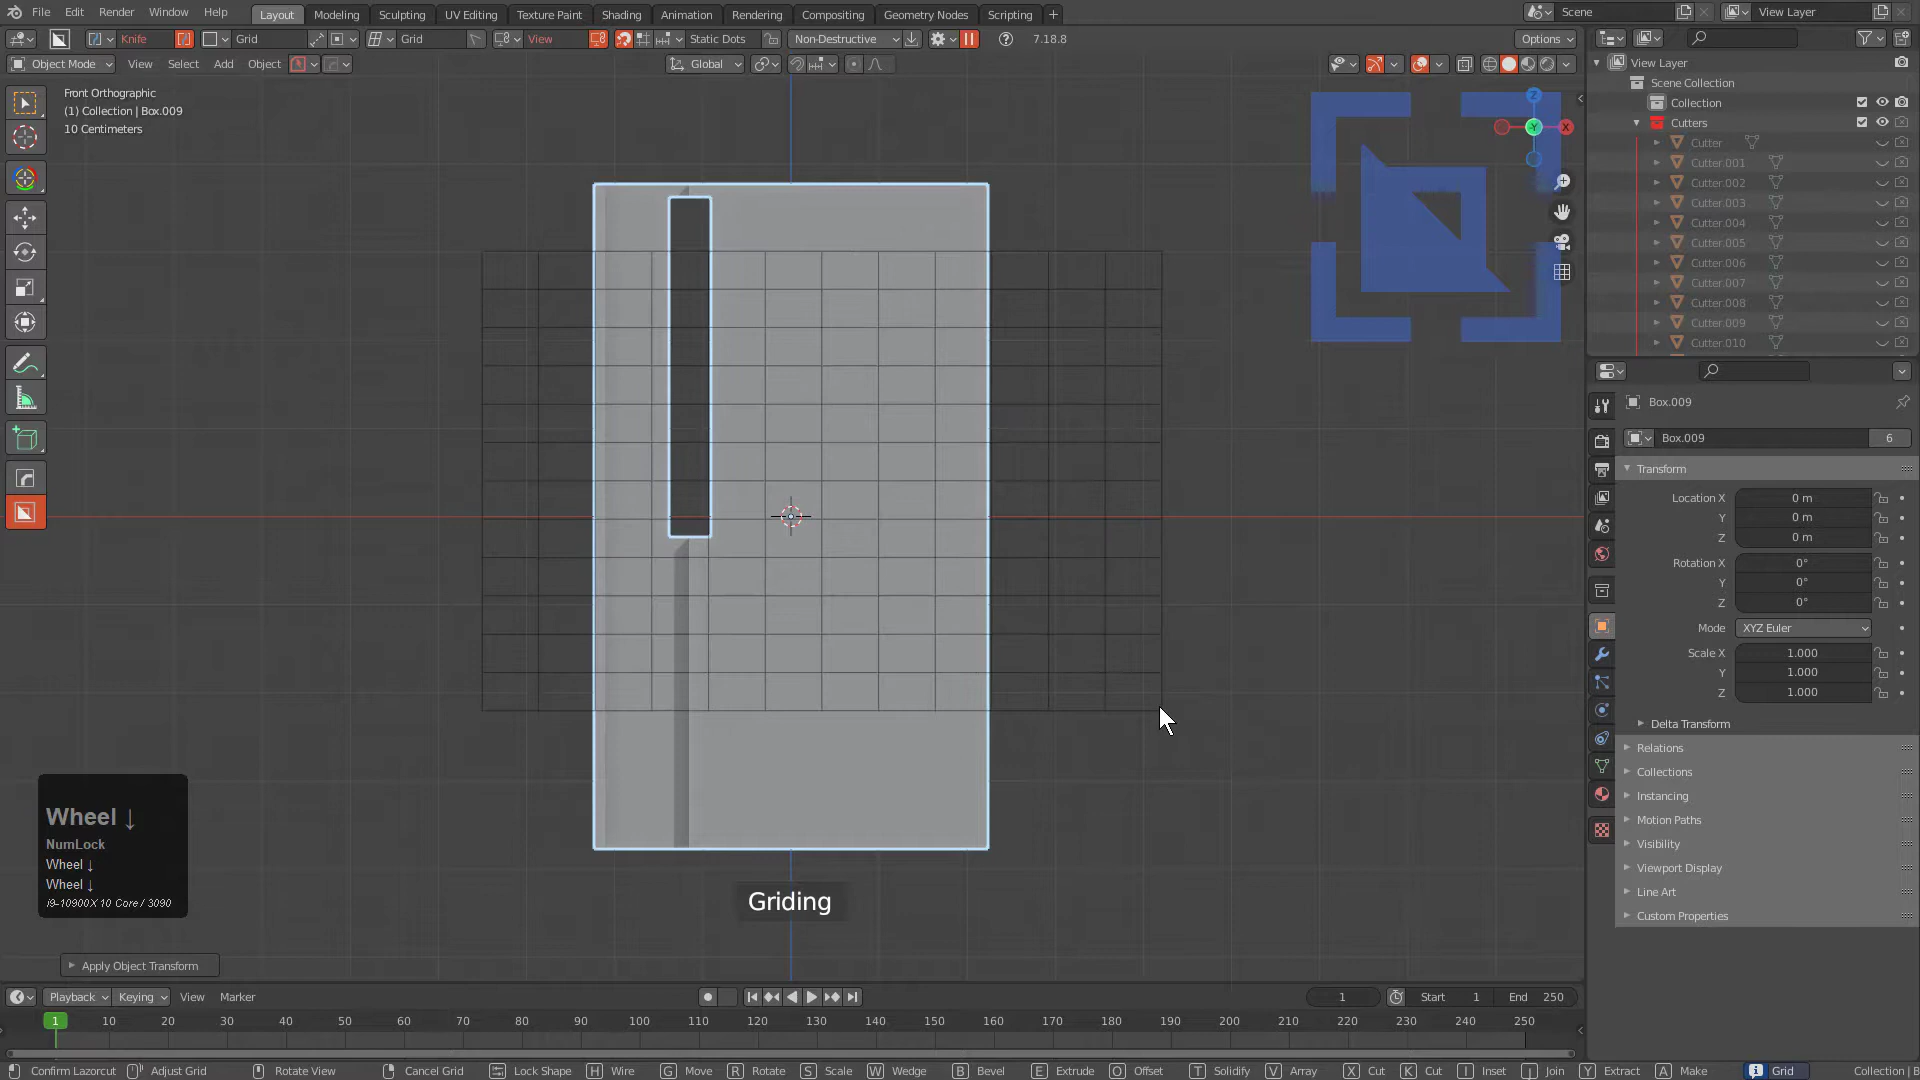 File Edit Render Window Help Layout Modeling Sculpting UV Editing Texture Paint Shading Animation Rendering Compositing Geometry Nodes Scripting Scene View Layer
Knife Grid Grid View Static Dots Non-Destructive 7.18.8 Options
Object Mode View Select Add Object Global
Front Orthographic
(1) Collection | Box.009
10 Centimeters
Z
X
-Y
View Layer
Scene Collection
Collection
Cutters
Cutter
Cutter.001
Cutter.002
Cutter.003
Cutter.004
Cutter.005
Cutter.006
Cutter.007
Cutter.008
Cutter.009
Cutter.010
Box.009
Box.009 6
Transform
Location X 0 m
Y 0 m
Z 0 m
Rotation X 0°
Y 0°
Z 0°
Mode XYZ Euler
Scale X 1.000
Y 1.000
Z 1.000
Delta Transform
Relations
Collections
Instancing
Motion Paths
Visibility
Viewport Display
Line Art
Custom Properties
Wheel ↓
NumLock
Wheel ↓
Wheel ↓
i9-10900X 10 Core / 3090
Griding
Apply Object Transform
Playback Keying View Marker 1 Start 1 End 250
1 10 20 30 40 50 60 70 80 90 100 110 120 130 140 150 160 170 180 190 200 210 220 230 240 250
Confirm Lazorcut Adjust Grid Rotate View Cancel Grid Lock Shape H Wire G Move R Rotate S Scale W Wedge B Bevel E Extrude O Offset T Solidify V Array X Cut K Cut I Inset J Join Y Extract A Make Grid Collection | B